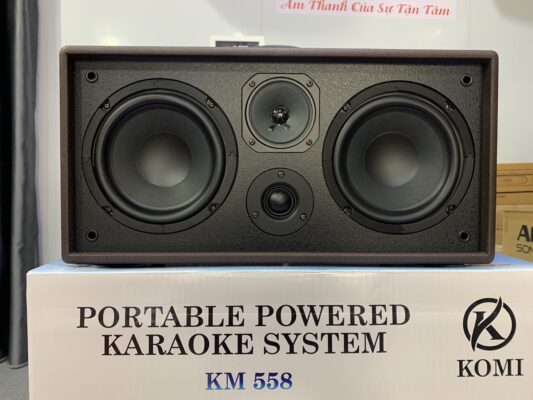 Âm Thanh Của Sự Tận Tâm
PORTABLE POWERED
KARAOKE SYSTEM
KM 558
KOMI